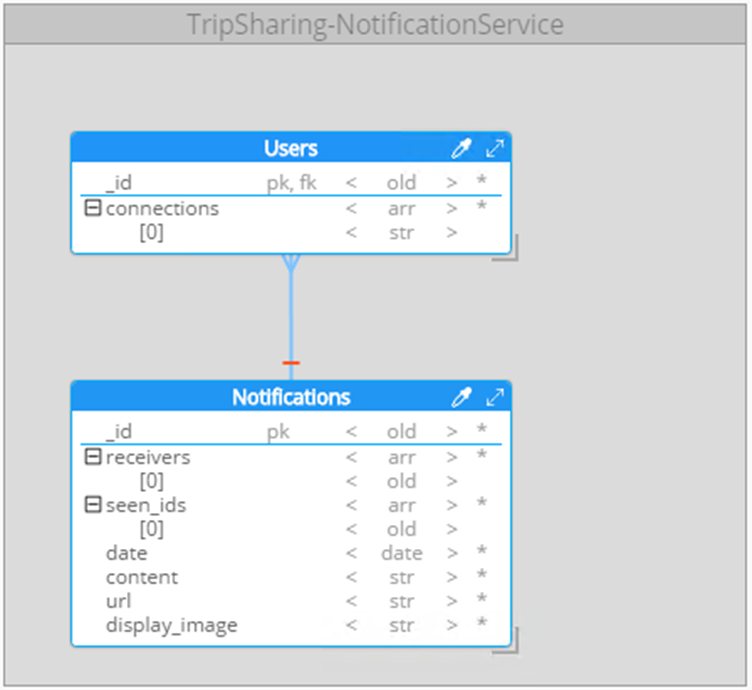 TripSharing-NotificationService
Users
_id pk, fk < old > *
connections < arr > *
[0] < str >
Notifications
_id pk < old > *
receivers < arr > *
[0] < old >
seen_ids < arr > *
[0] < old >
date < date > *
content < str > *
url < str > *
display_image < str > *